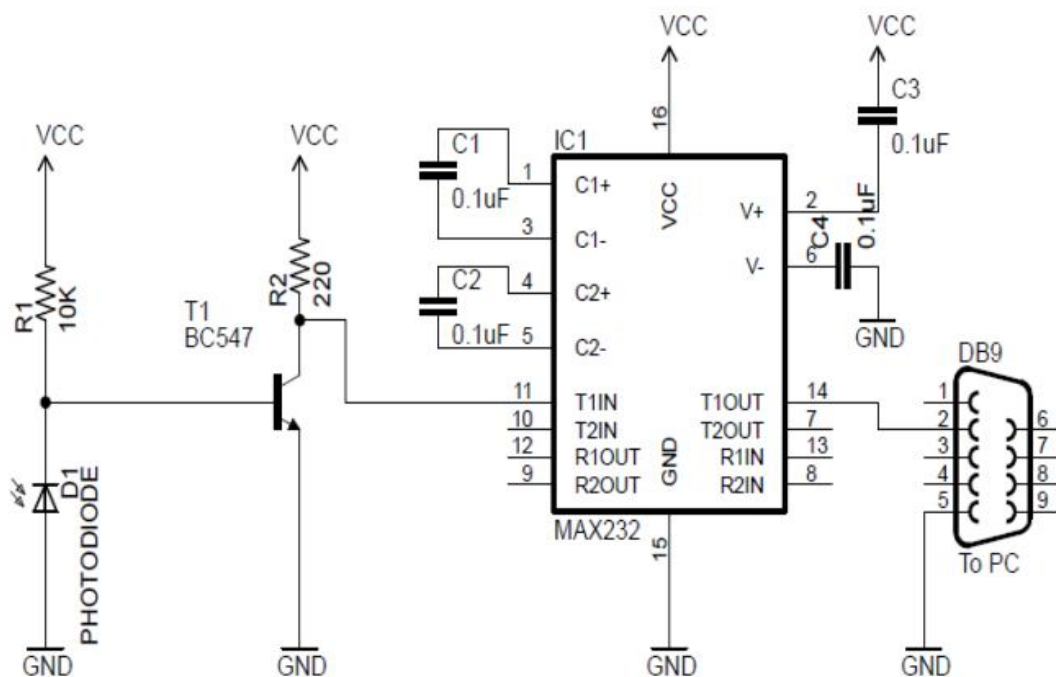 VCC
VCC
VCC
VCC
C3
0.1uF
16
IC1
C1
0.1uF
1
3
C2
0.1uF
4
5
C1+
C1-
C2+
C2-
VCC
V+
V-
2
6
C4
0.1uF
GND
R1
10K
R2
220
T1
BC547
11
10
12
9
T1IN
T2IN
R1OUT
R2OUT
GND
T1OUT
T2OUT
R1IN
R2IN
14
7
13
8
MAX232
15
DB9
1
2
3
4
5
6
7
8
9
To PC
D1
PHOTODIODE
GND
GND
GND
GND